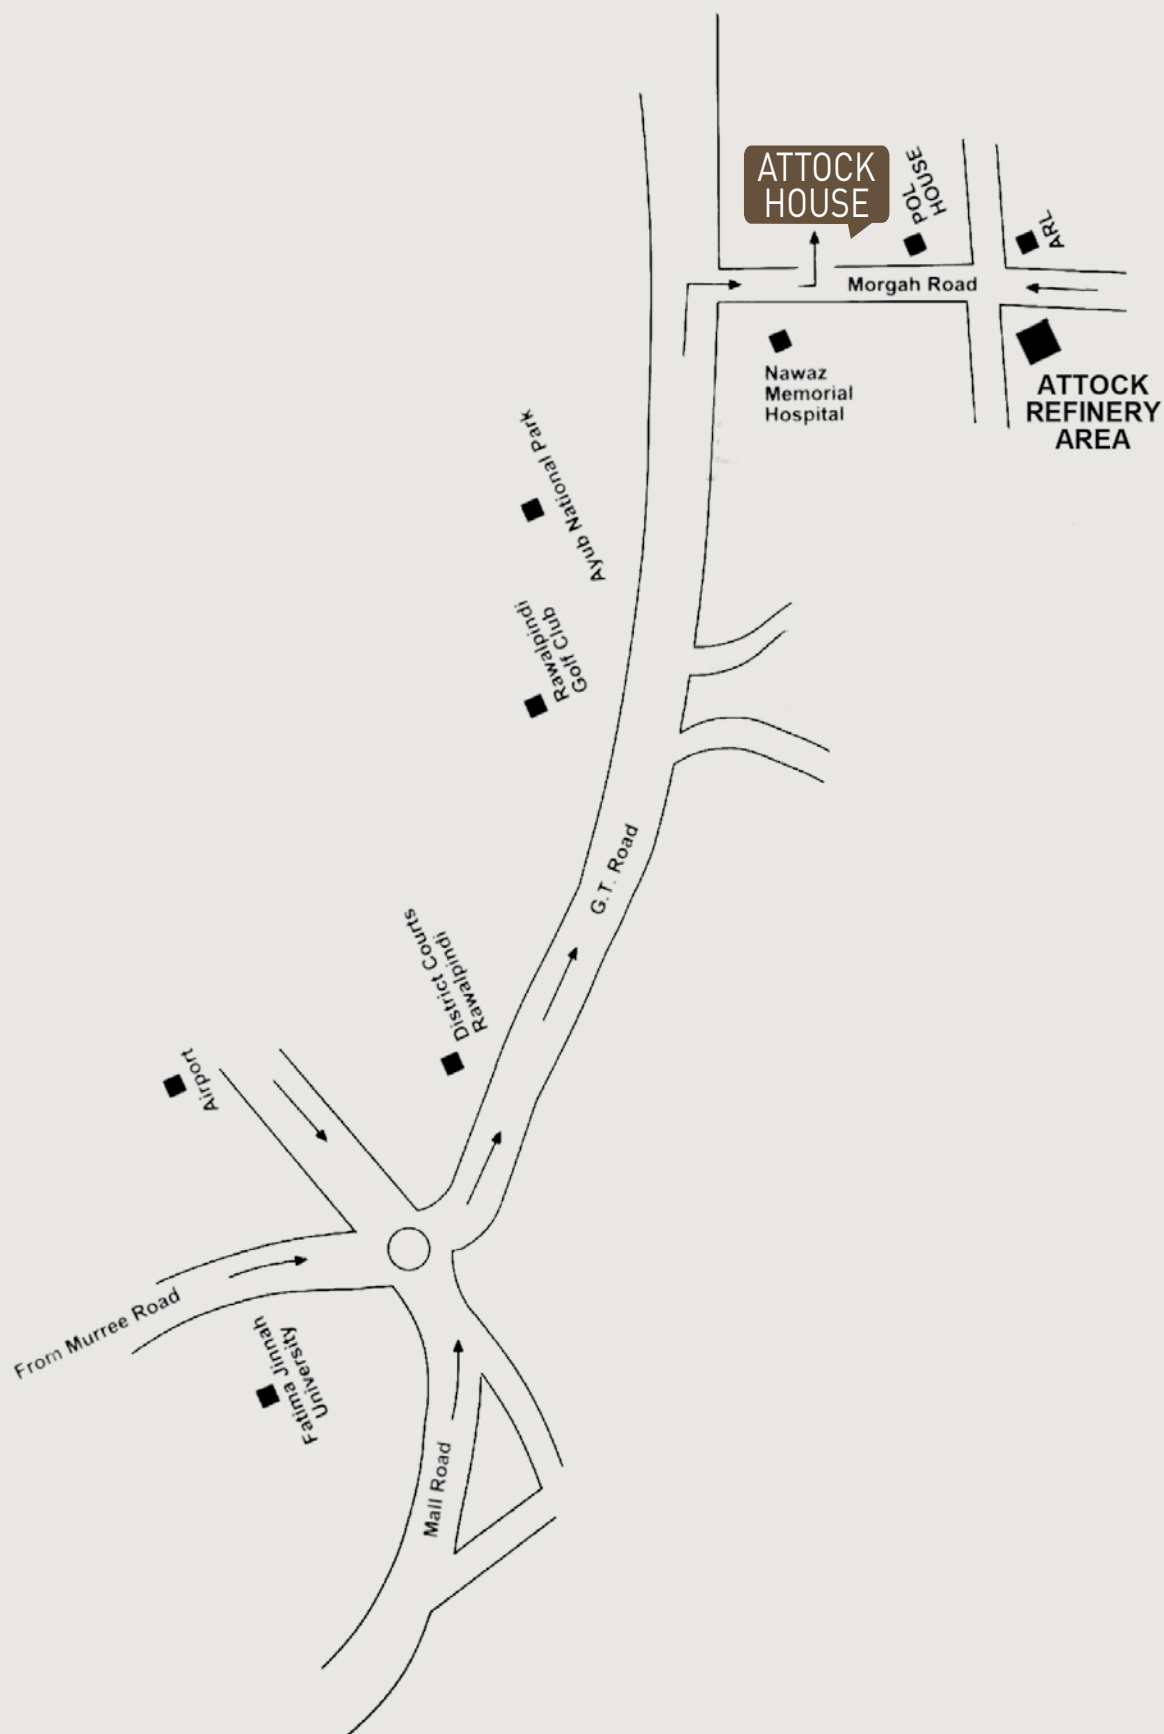 ATTOCK
HOUSE
POL
HOUSE
ARL
Morgah Road
Nawaz
Memorial
Hospital
ATTOCK
REFINERY
AREA
Ayub National Park
Rawalpindi
Golf Club
G.T. Road
District Courts
Rawalpindi
Airport
From Murree Road
Fatima Jinnah
University
Mall Road